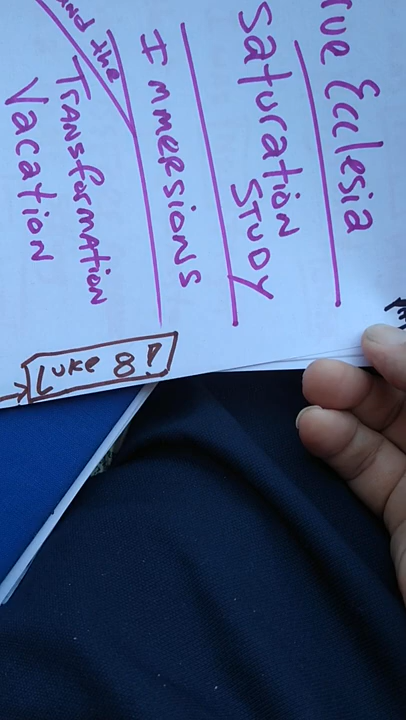 rue Ecclesia
Saturation
STUDY
Immersions
and the
TRANsformATION
Vacation
Luke 8?